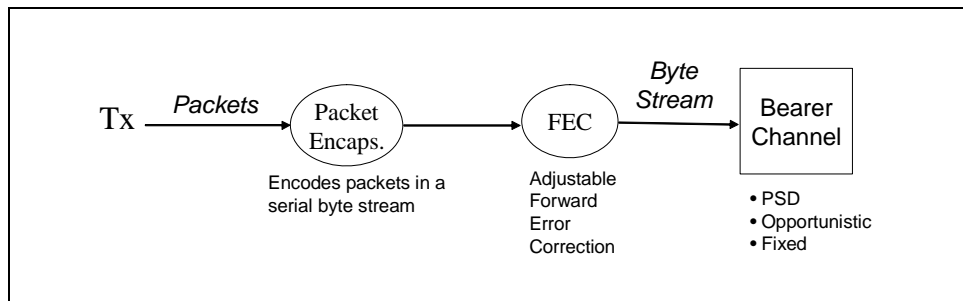 Tx
Packets
Packet
Encaps.
Encodes packets in a
serial byte stream
FEC
Adjustable
Forward
Error
Correction
Byte
Stream
Bearer
Channel
• PSD
• Opportunistic
• Fixed